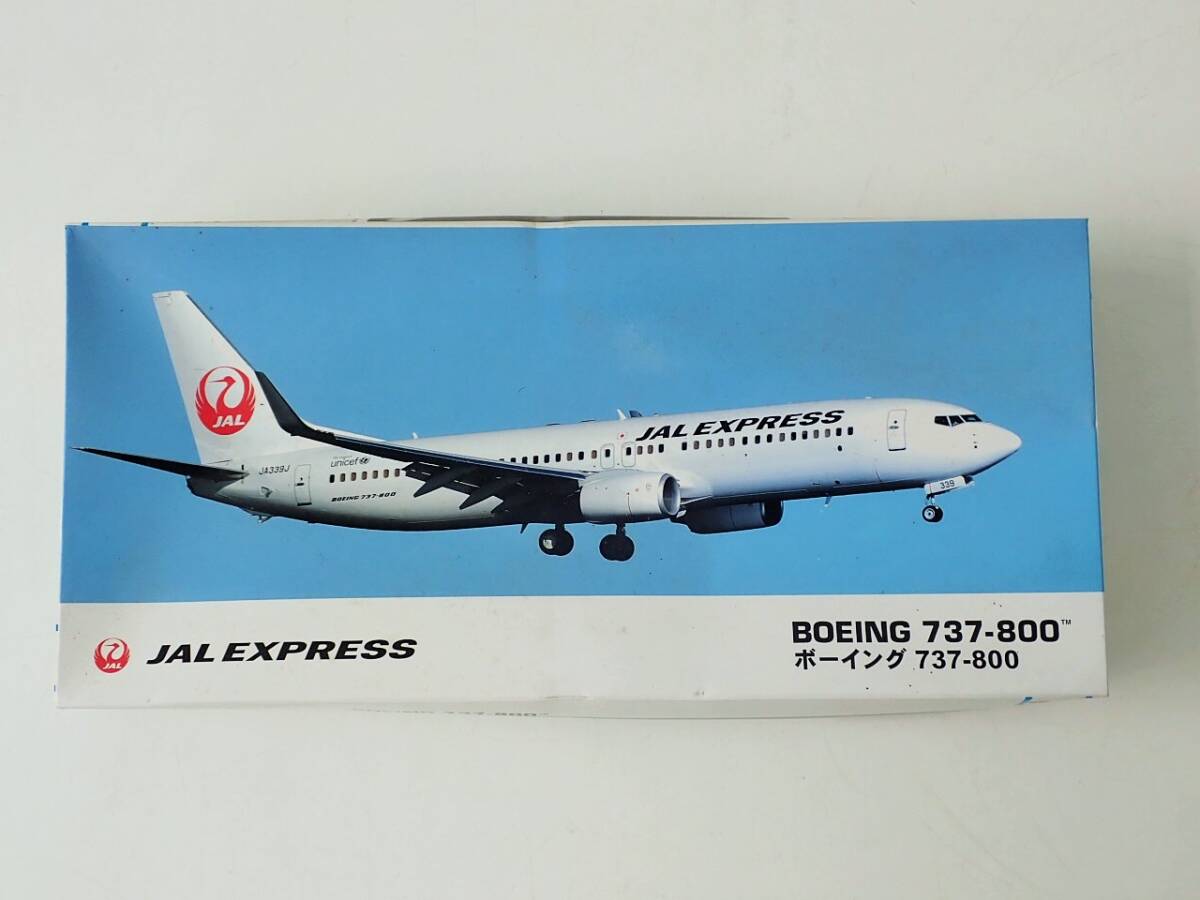 JAL
JAL EXPRESS
JA339J
unicef
BOEING 737-800
339
JAL
JAL EXPRESS
BOEING 737-800™
ボーイング 737-800